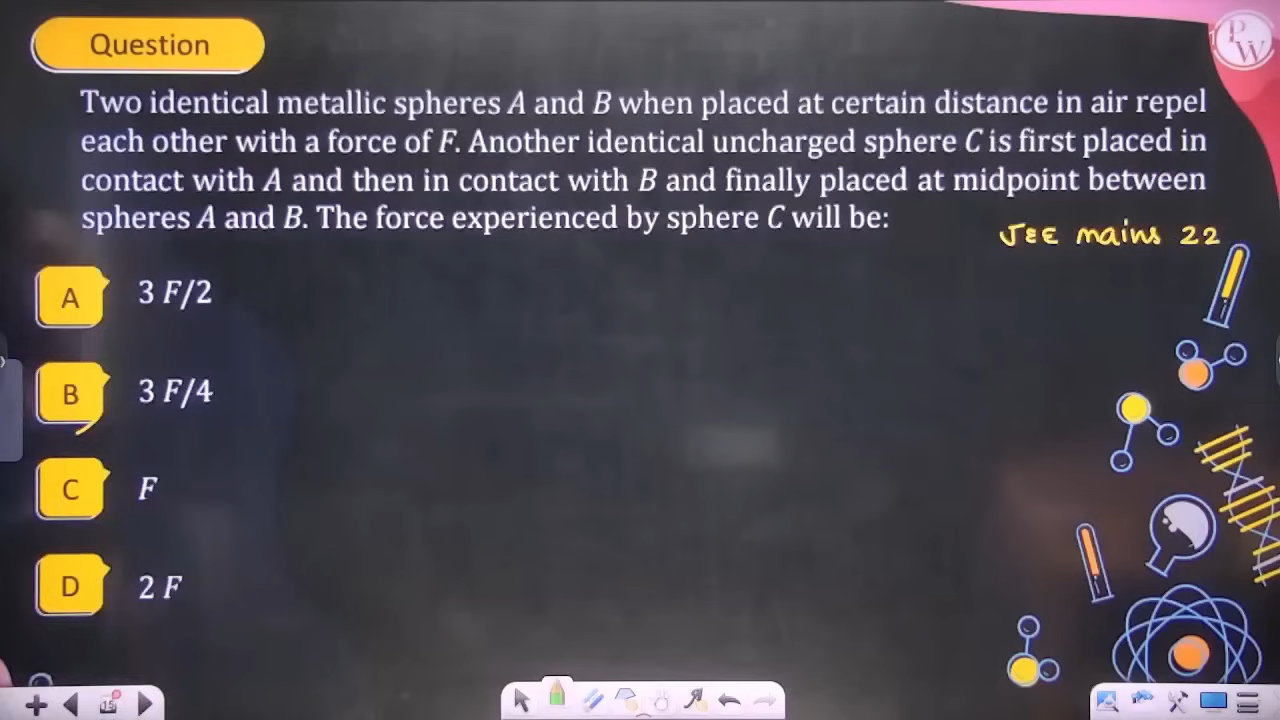 Question
PW
Two identical metallic spheres A and B when placed at certain distance in air repel
each other with a force of F. Another identical uncharged sphere C is first placed in
contact with A and then in contact with B and finally placed at midpoint between
spheres A and B. The force experienced by sphere C will be:
JEE mains 22
A 3 F/2
B 3 F/4
C F
D 2 F
15